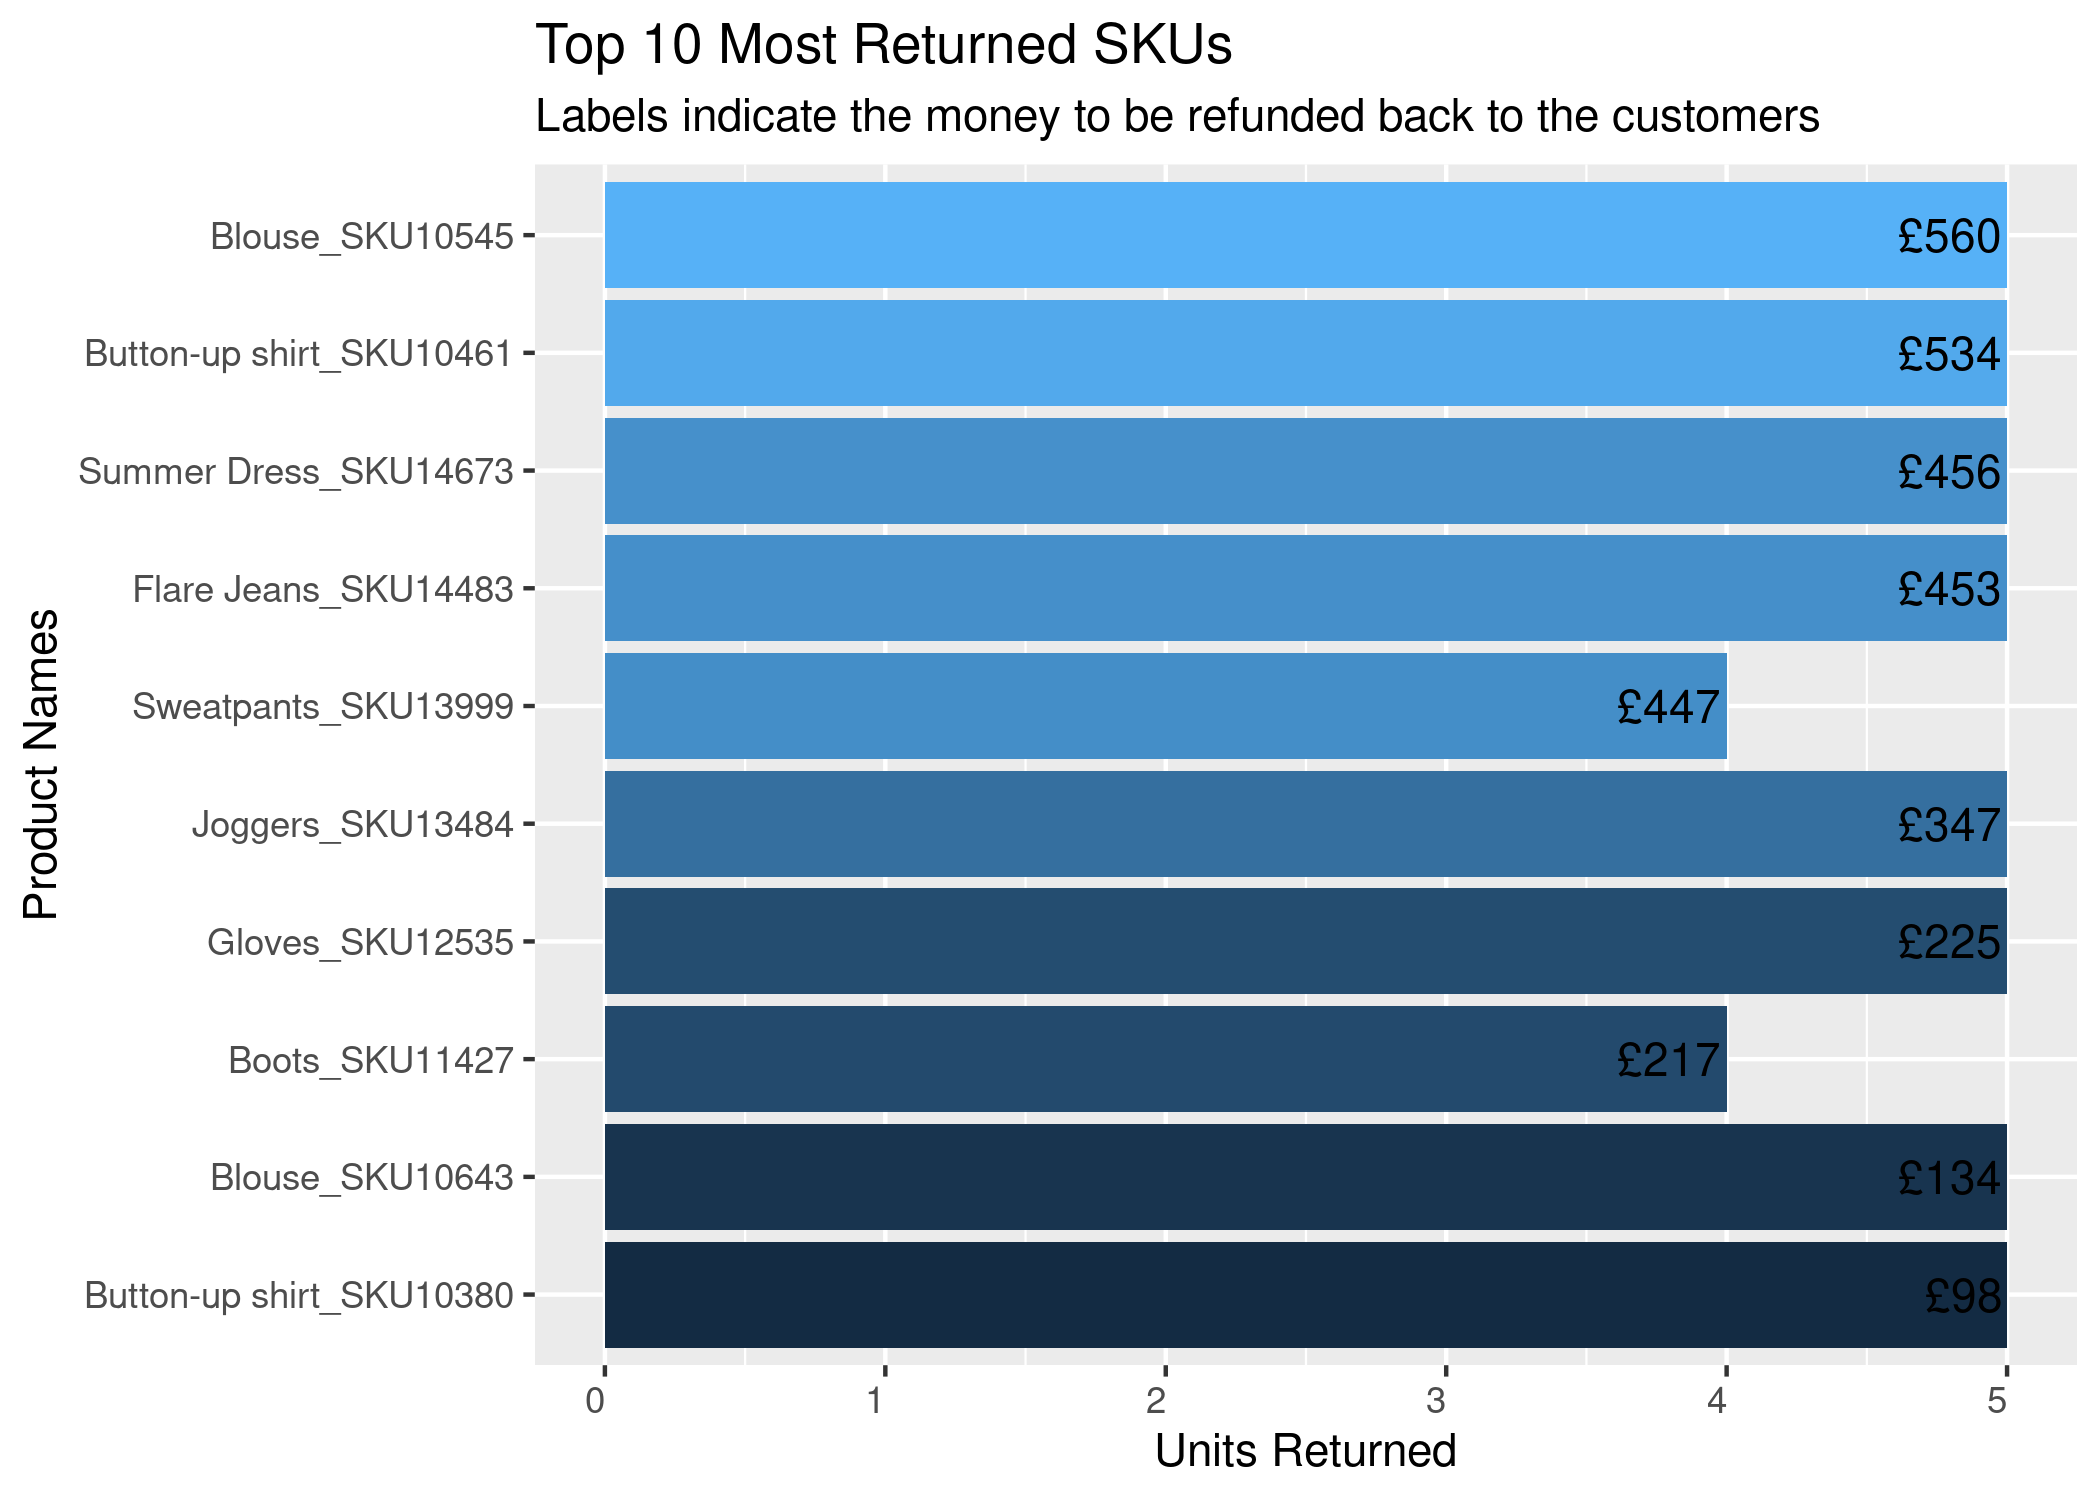 Top 10 Most Returned SKUs
Labels indicate the money to be refunded back to the customers
Product Names
Blouse_SKU10545 £560
Button-up shirt_SKU10461 £534
Summer Dress_SKU14673 £456
Flare Jeans_SKU14483 £453
Sweatpants_SKU13999 £447
Joggers_SKU13484 £347
Gloves_SKU12535 £225
Boots_SKU11427 £217
Blouse_SKU10643 £134
Button-up shirt_SKU10380 £98
0 1 2 3 4 5
Units Returned